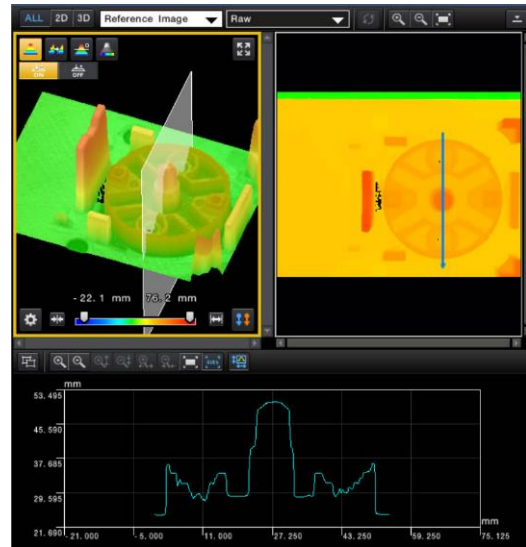 ALL 2D 3D Reference Image Raw
ON OFF
-22.1 mm 76.2 mm
mm
53.495
45.590
37.685
29.595
21.690
mm
-21.000 -5.000 11.000 27.250 43.250 59.250 75.125